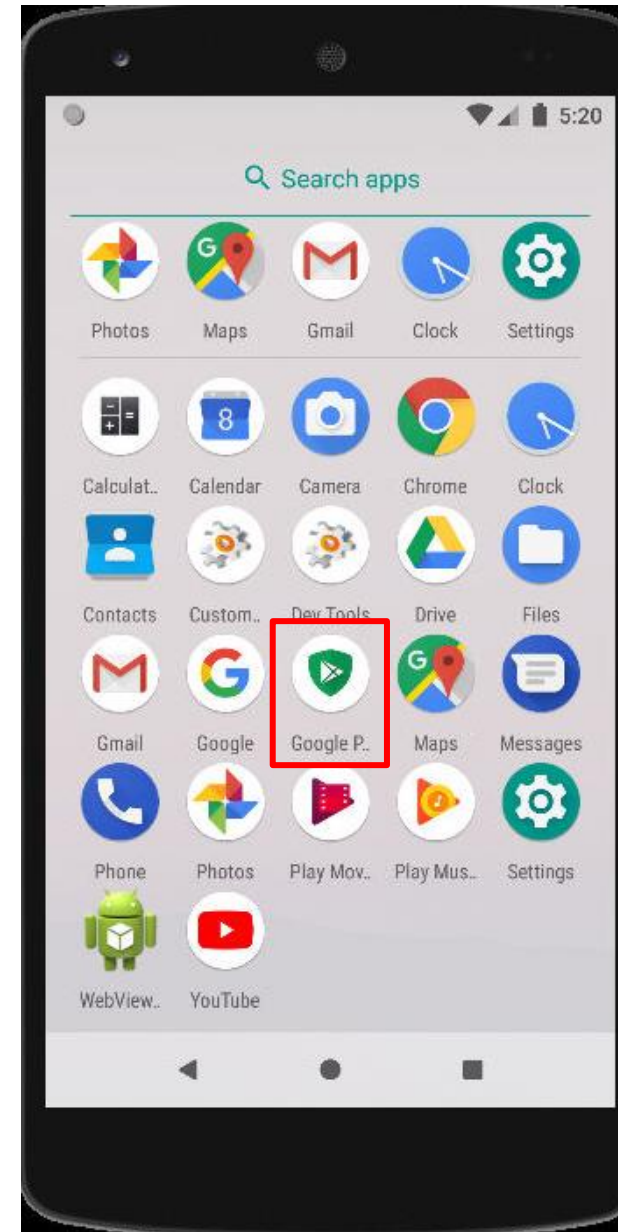 5:20
Search apps
G
Photos Maps Gmail Clock Settings
8
Calculat.. Calendar Camera Chrome Clock
Contacts Custom.. Dev Tools Drive Files
G G
Gmail Google Google P.. Maps Messages
Phone Photos Play Mov.. Play Mus.. Settings
WebView.. YouTube